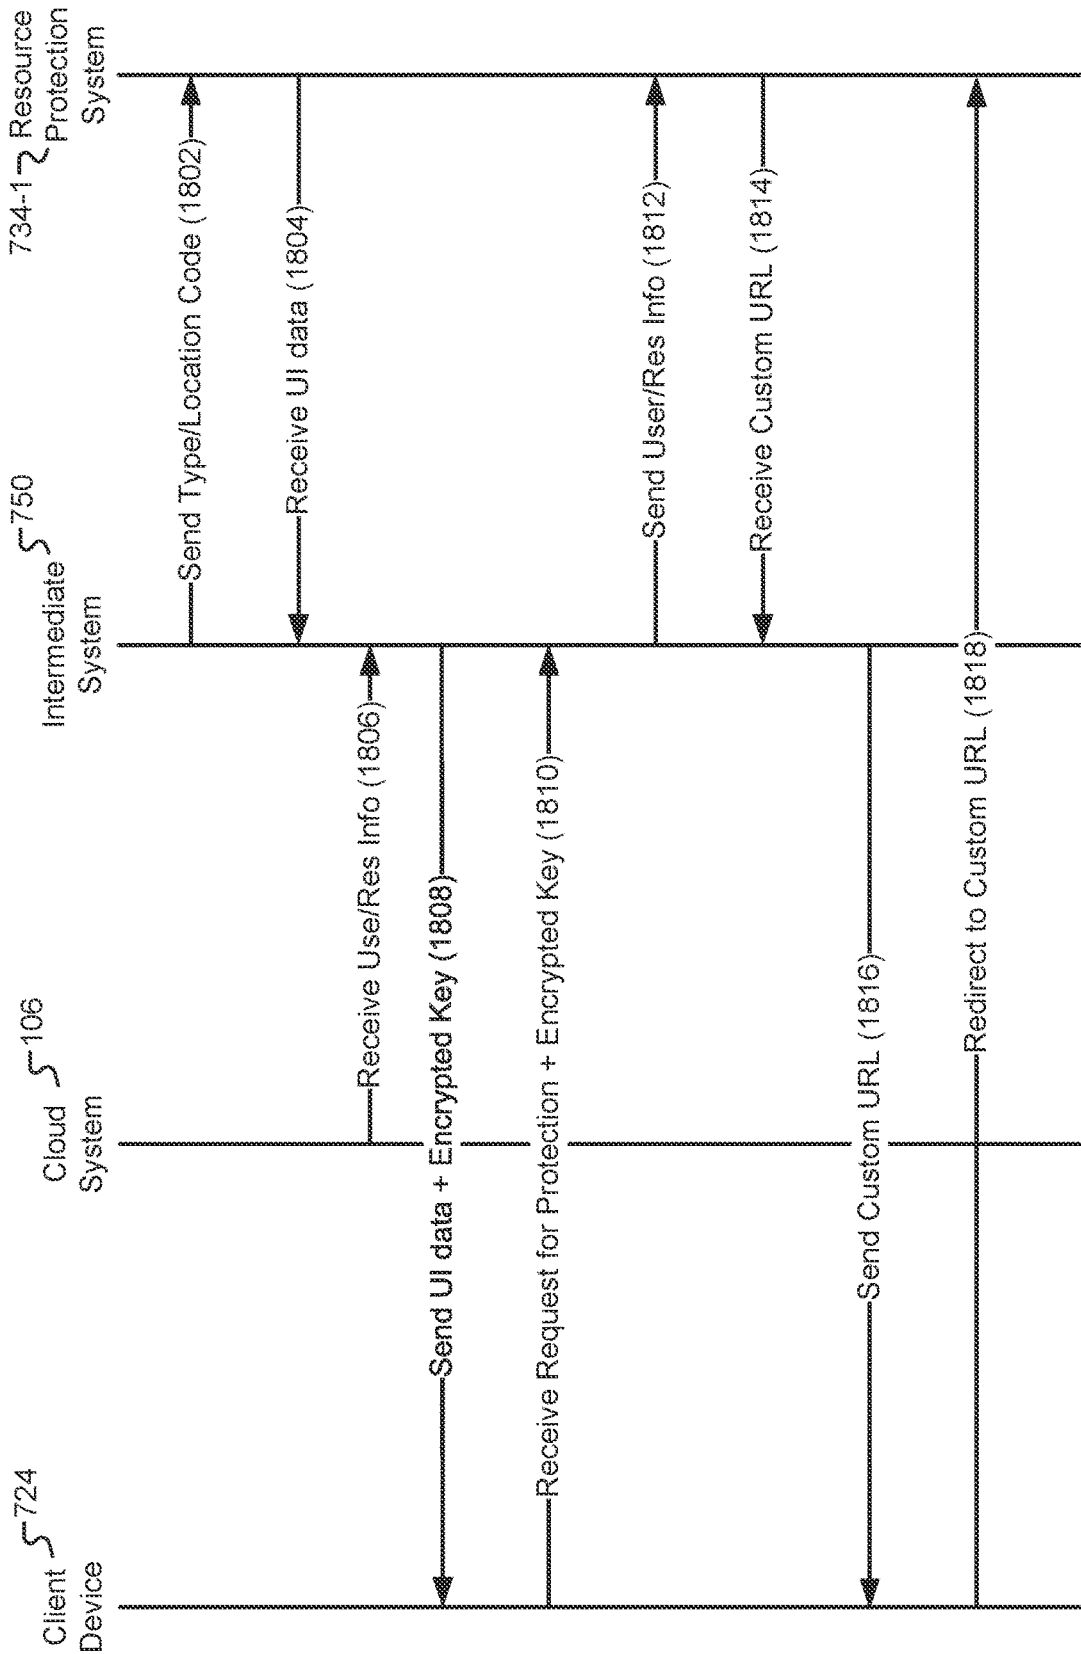 Client 724
Device
Cloud 106
System
Intermediate 750
System
734-1 Resource
Protection
System
Send Type/Location Code (1802)
Receive UI data (1804)
Receive Use/Res Info (1806)
Send UI data + Encrypted Key (1808)
Receive Request for Protection + Encrypted Key (1810)
Send User/Res Info (1812)
Receive Custom URL (1814)
Send Custom URL (1816)
Redirect to Custom URL (1818)